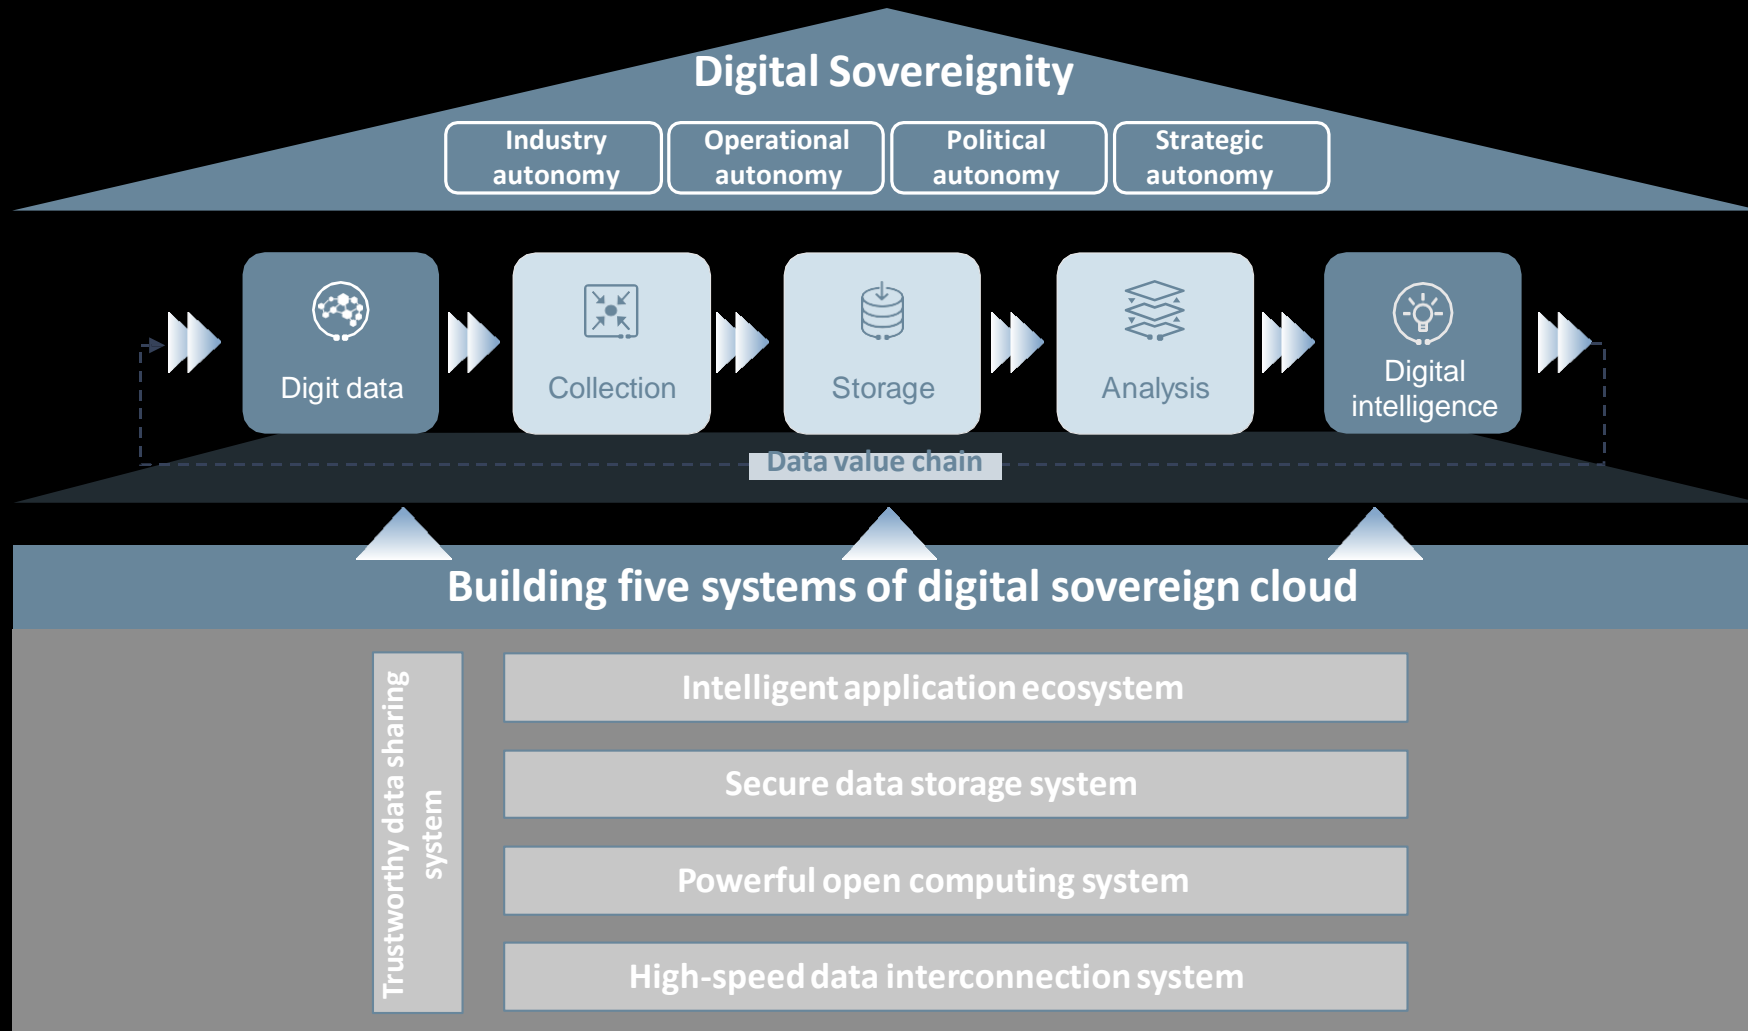 Digital Sovereignity
Industry
autonomy
Operational
autonomy
Political
autonomy
Strategic
autonomy
Digit data
Collection
Storage
Analysis
Digital
intelligence
Data value chain
Building five systems of digital sovereign cloud
Trustworthy data sharing
system
Intelligent application ecosystem
Secure data storage system
Powerful open computing system
High-speed data interconnection system